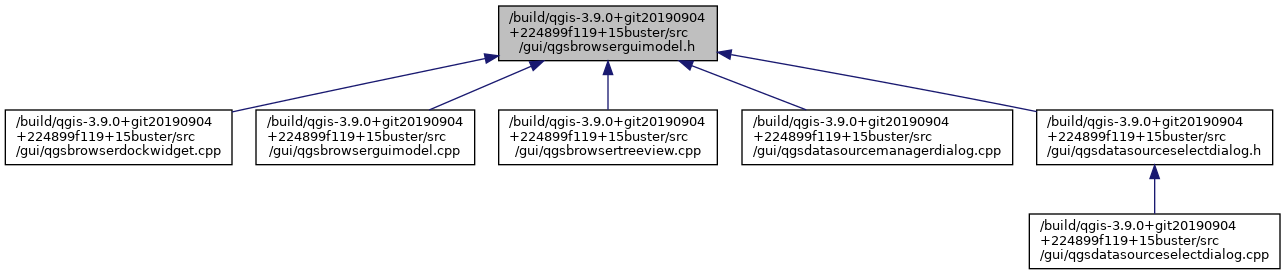 /build/qgis-3.9.0+git20190904
+224899f119+15buster/src
/gui/qgsbrowserguimodel.h
/build/qgis-3.9.0+git20190904
+224899f119+15buster/src
/gui/qgsbrowserdockwidget.cpp
/build/qgis-3.9.0+git20190904
+224899f119+15buster/src
/gui/qgsbrowserguimodel.cpp
/build/qgis-3.9.0+git20190904
+224899f119+15buster/src
/gui/qgsbrowsertreeview.cpp
/build/qgis-3.9.0+git20190904
+224899f119+15buster/src
/gui/qgsdatasourcemanagerdialog.cpp
/build/qgis-3.9.0+git20190904
+224899f119+15buster/src
/gui/qgsdatasourceselectdialog.h
/build/qgis-3.9.0+git20190904
+224899f119+15buster/src
/gui/qgsdatasourceselectdialog.cpp